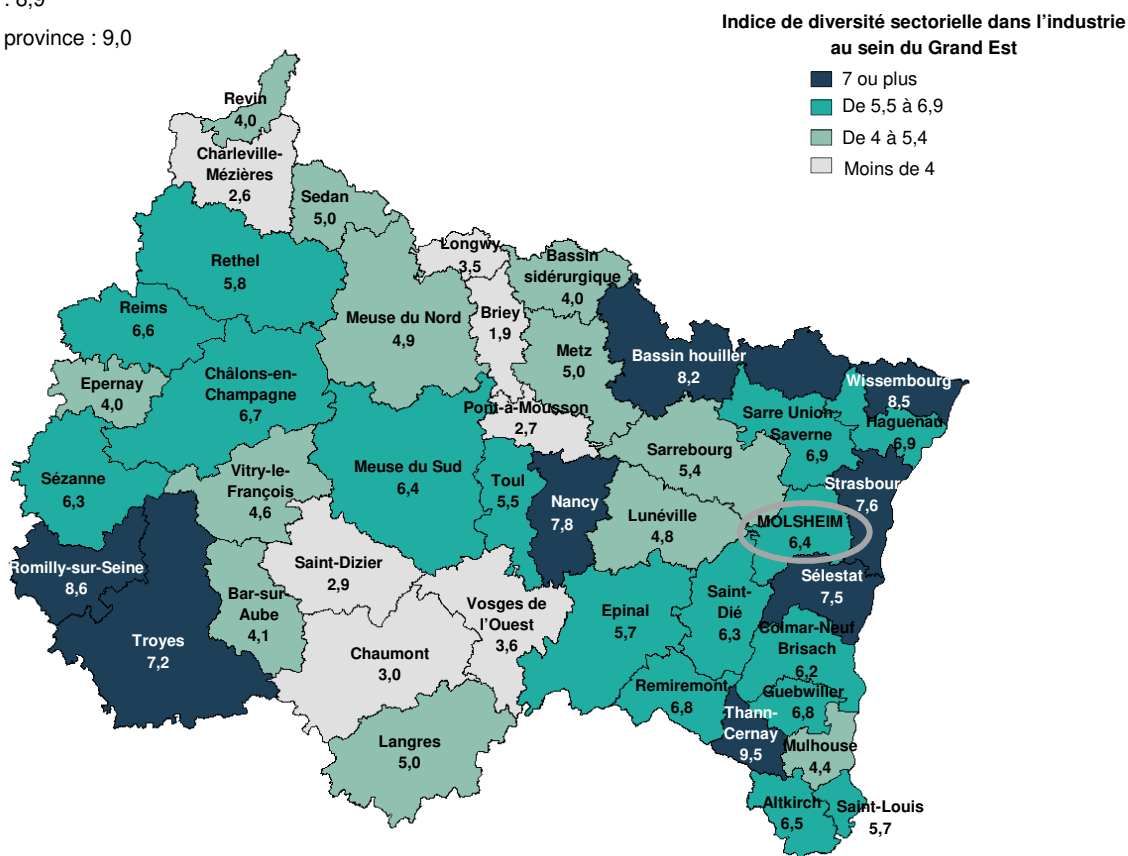 : 8,9
province : 9,0
Indice de diversité sectorielle dans l’industrie
au sein du Grand Est
7 ou plus
De 5,5 à 6,9
De 4 à 5,4
Moins de 4
Revin
4,0
Charleville-
Mézières
2,6
Sedan
5,0
Longwy
3,5
Bassin
sidérurgique
4,0
Rethel
5,8
Reims
6,6
Meuse du Nord
4,9
Briey
1,9
Metz
5,0
Bassin houiller
8,2
Wissembourg
8,5
Haguenau
6,9
Epernay
4,0
Châlons-en-
Champagne
6,7
Pont-à-Mousson
2,7
Sarre Union-
Saverne
6,9
Sarrebourg
5,4
Sézanne
6,3
Vitry-le-
François
4,6
Meuse du Sud
6,4
Toul
5,5
Nancy
7,8
Lunéville
4,8
Strasbour
7,6
MOLSHEIM
6,4
Romilly-sur-Seine
8,6
Saint-Dizier
2,9
Bar-sur
Aube
4,1
Vosges de
l’Ouest
3,6
Epinal
5,7
Saint-
Dié
6,3
Sélestat
7,5
Troyes
7,2
Chaumont
3,0
Colmar-Neuf
Brisach
6,2
Remiremont
6,8
Guebwiller
6,8
Thann-
Cernay
9,5
Mulhouse
4,4
Langres
5,0
Altkirch
6,5
Saint-Louis
5,7